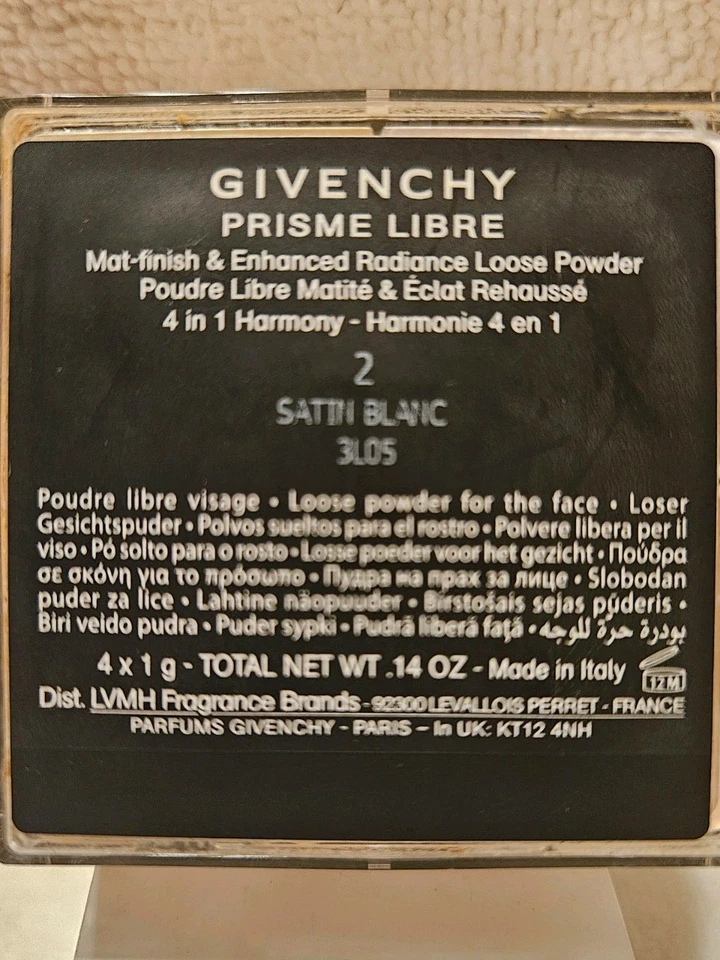 GIVENCHY
PRISME LIBRE
Mat-finish & Enhanced Radiance Loose Powder
Poudre Libre Matité & Éclat Rehaussé
4 in 1 Harmony - Harmonie 4 en 1
2
SATIN BLANC
3L05
Poudre libre visage • Loose powder for the face • Loser
Gesichtspuder • Polvos sueltos para el rostro • Polvere libera per il
viso • Pó solto para o rosto • Losse poeder voor het gezicht • Πούδρα
σε σκόνη για το πρόσωπο • Пудра на прах за лице • Slobodan
puder za lice • Lahtine näopuuder • Birstošais sejas pūderis •
Biri veido pudra • Puder sypki • Pudră liberă față • بودرة حرة للوجه
4 x 1 g - TOTAL NET WT .14 OZ - Made in Italy
12M
Dist. LVMH Fragrance Brands - 92300 LEVALLOIS PERRET - FRANCE
PARFUMS GIVENCHY - PARIS - In UK: KT12 4NH